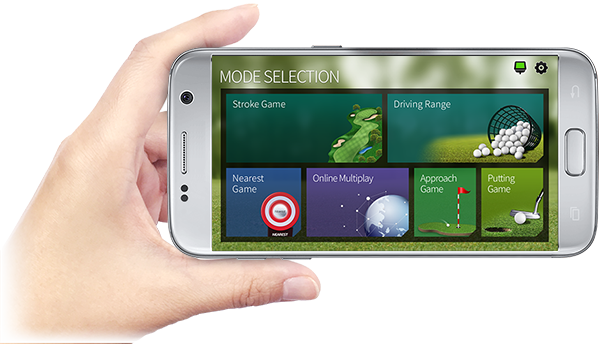 MODE SELECTION
Stroke Game
Driving Range
Nearest
Game
NEAREST
Online Multiplay
Approach
Game
Putting
Game